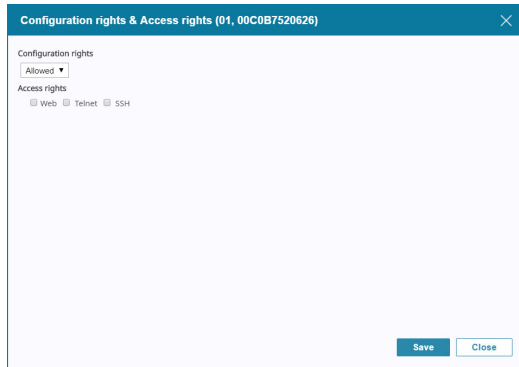 Configuration rights & Access rights (01, 00C0B7520626)
Configuration rights
Allowed
Access rights
Web Telnet SSH
Save Close